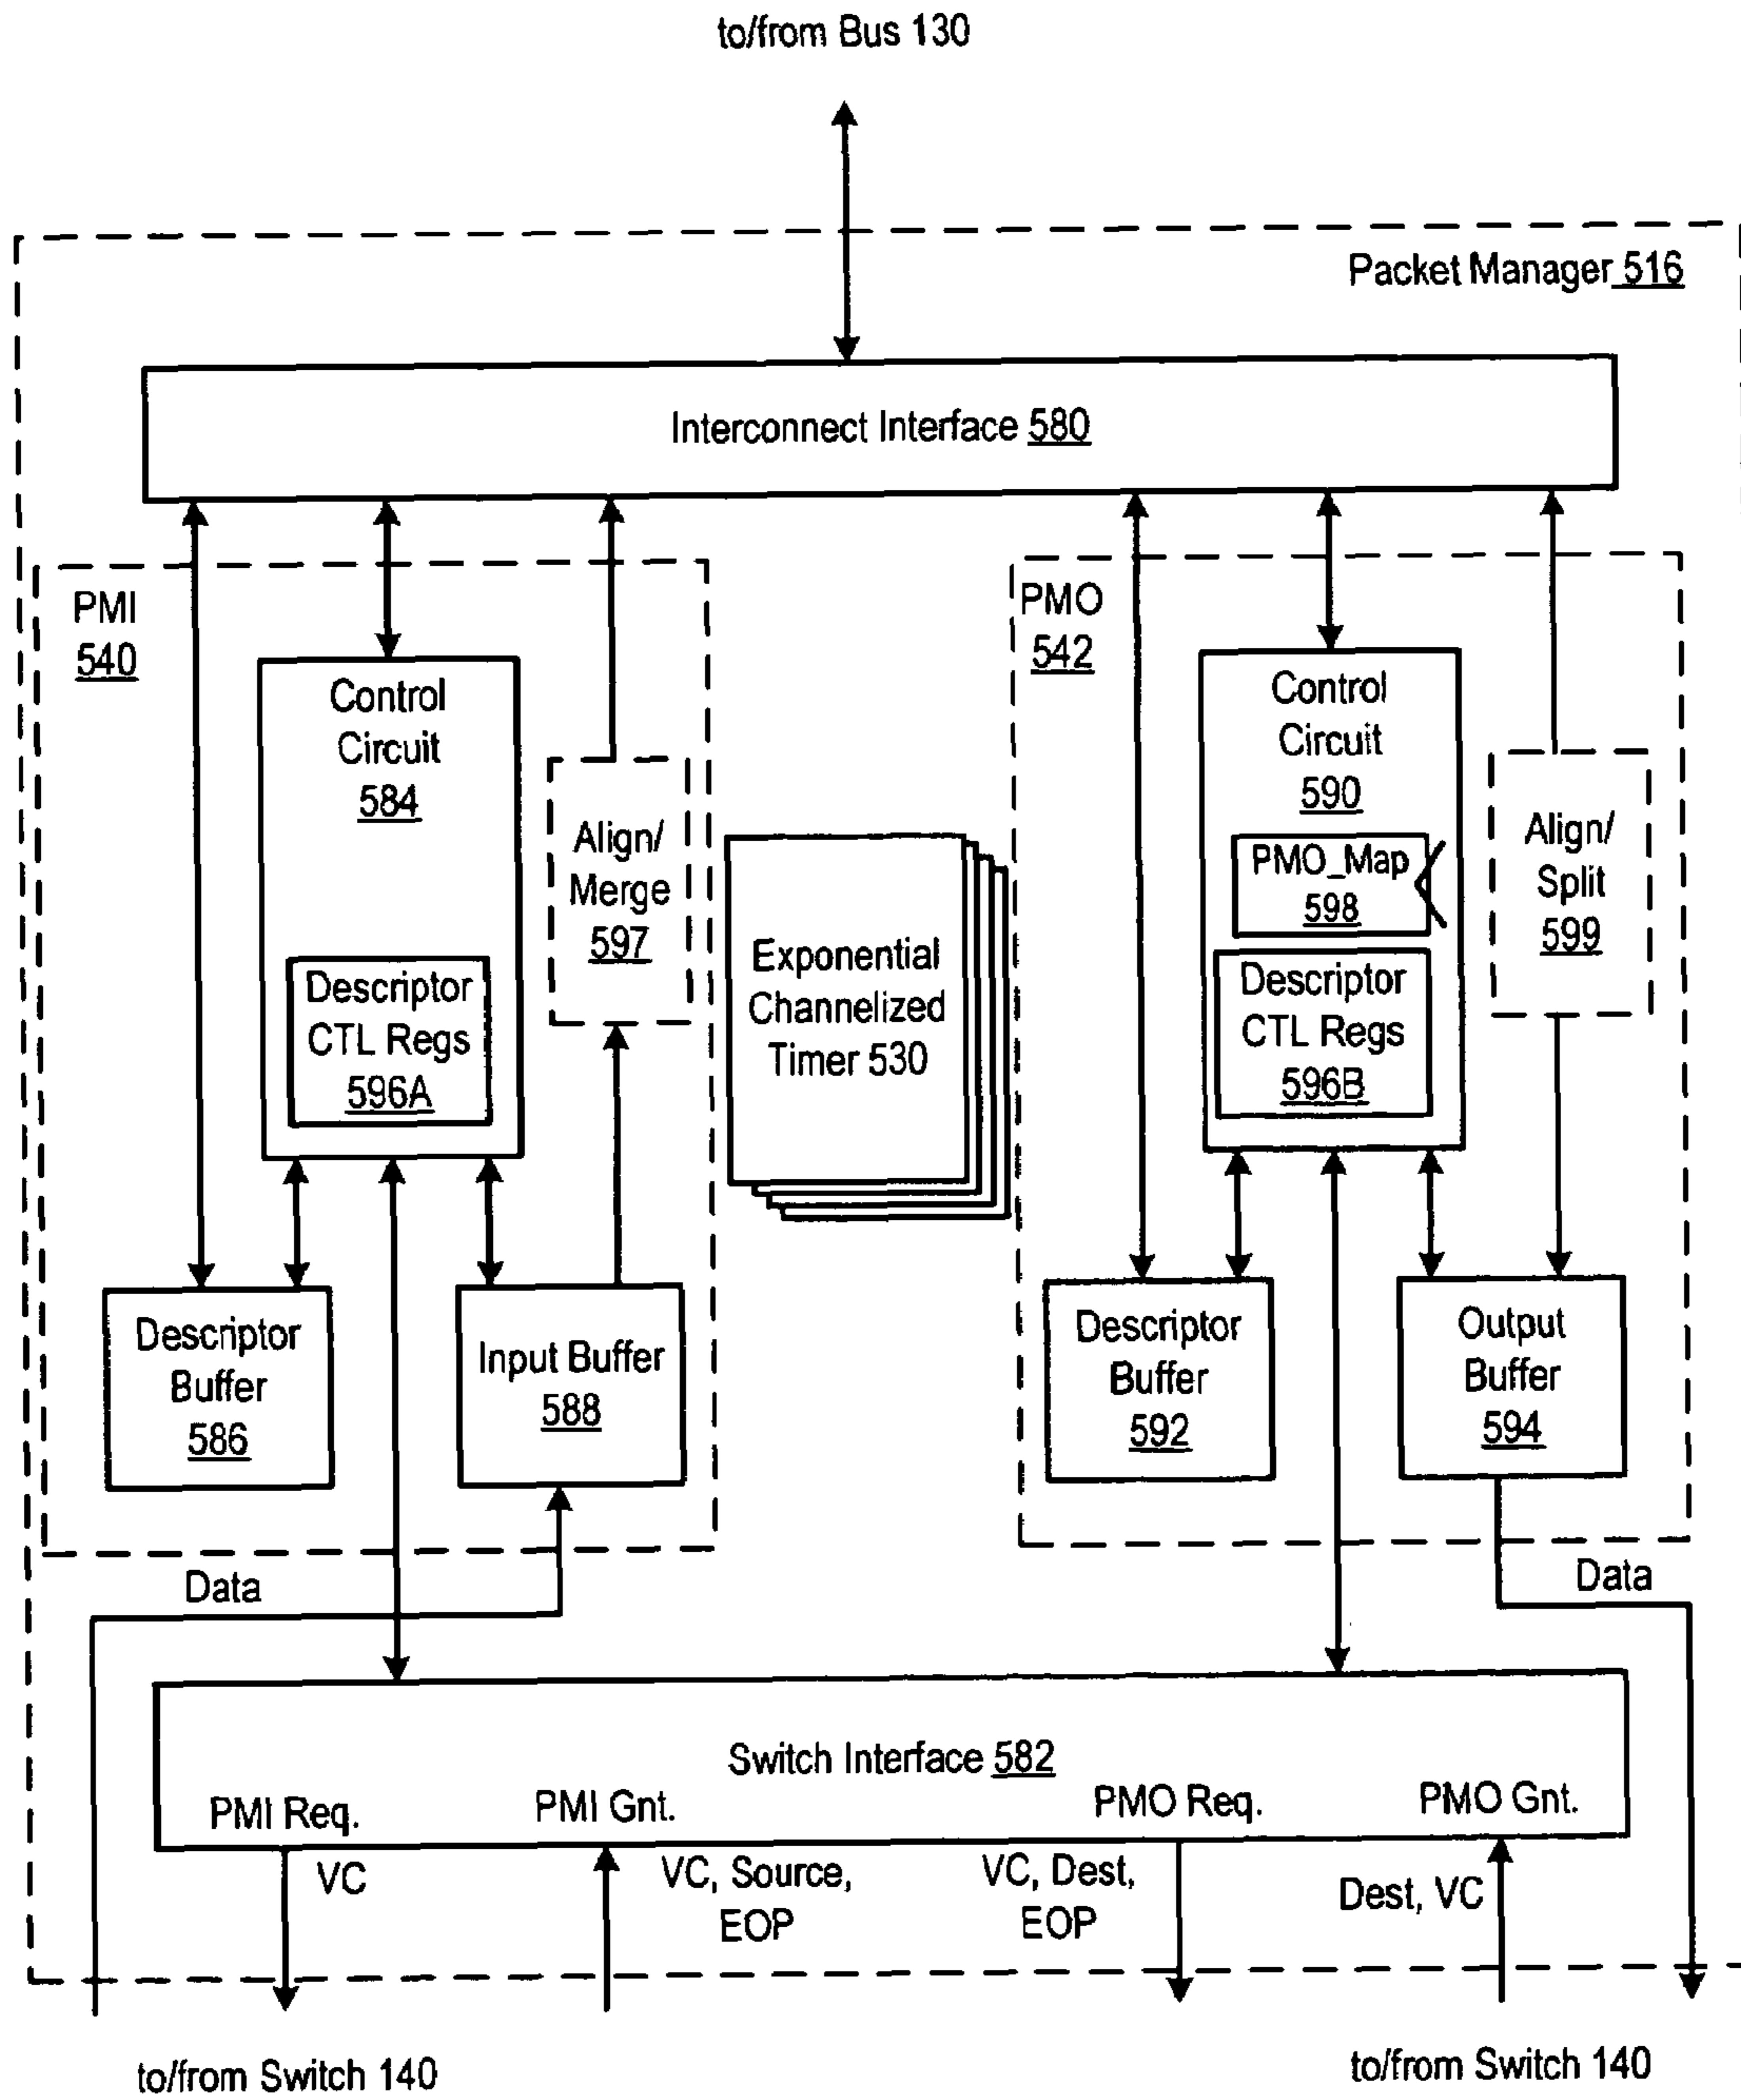 to/from Bus 130
Packet Manager 516
Interconnect Interface 580
PMI
540
Control
Circuit
584
Descriptor
CTL Regs
596A
Align/
Merge
597
Descriptor
Buffer
586
Input Buffer
588
Exponential
Channelized
Timer 530
PMO
542
Control
Circuit
590
PMO_Map
598
Descriptor
CTL Regs
596B
Align/
Split
599
Descriptor
Buffer
592
Output
Buffer
594
Data
Data
Switch Interface 582
PMI Req.
PMI Gnt.
PMO Req.
PMO Gnt.
VC
VC, Source,
EOP
VC, Dest,
EOP
Dest, VC
to/from Switch 140
to/from Switch 140